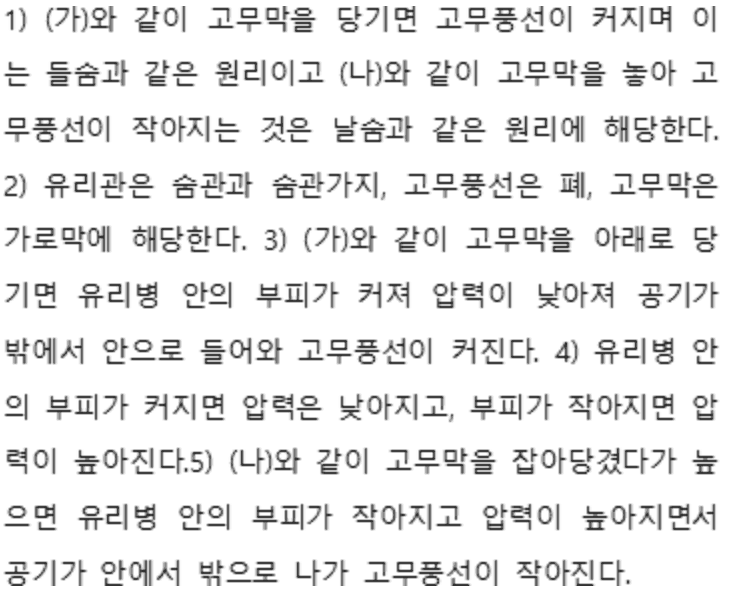 1) (가)와 같이 고무막을 당기면 고무풍선이 커지며 이
는 들숨과 같은 원리이고 (나)와 같이 고무막을 놓아 고
무풍선이 작아지는 것은 날숨과 같은 원리에 해당한다.
2) 유리관은 숨관과 숨관가지, 고무풍선은 폐, 고무막은
가로막에 해당한다. 3) (가)와 같이 고무막을 아래로 당
기면 유리병 안의 부피가 커져 압력이 낮아져 공기가
밖에서 안으로 들어와 고무풍선이 커진다. 4) 유리병 안
의 부피가 커지면 압력은 낮아지고, 부피가 작아지면 압
력이 높아진다.5) (나)와 같이 고무막을 잡아당겼다가 높
으면 유리병 안의 부피가 작아지고 압력이 높아지면서
공기가 안에서 밖으로 나가 고무풍선이 작아진다.